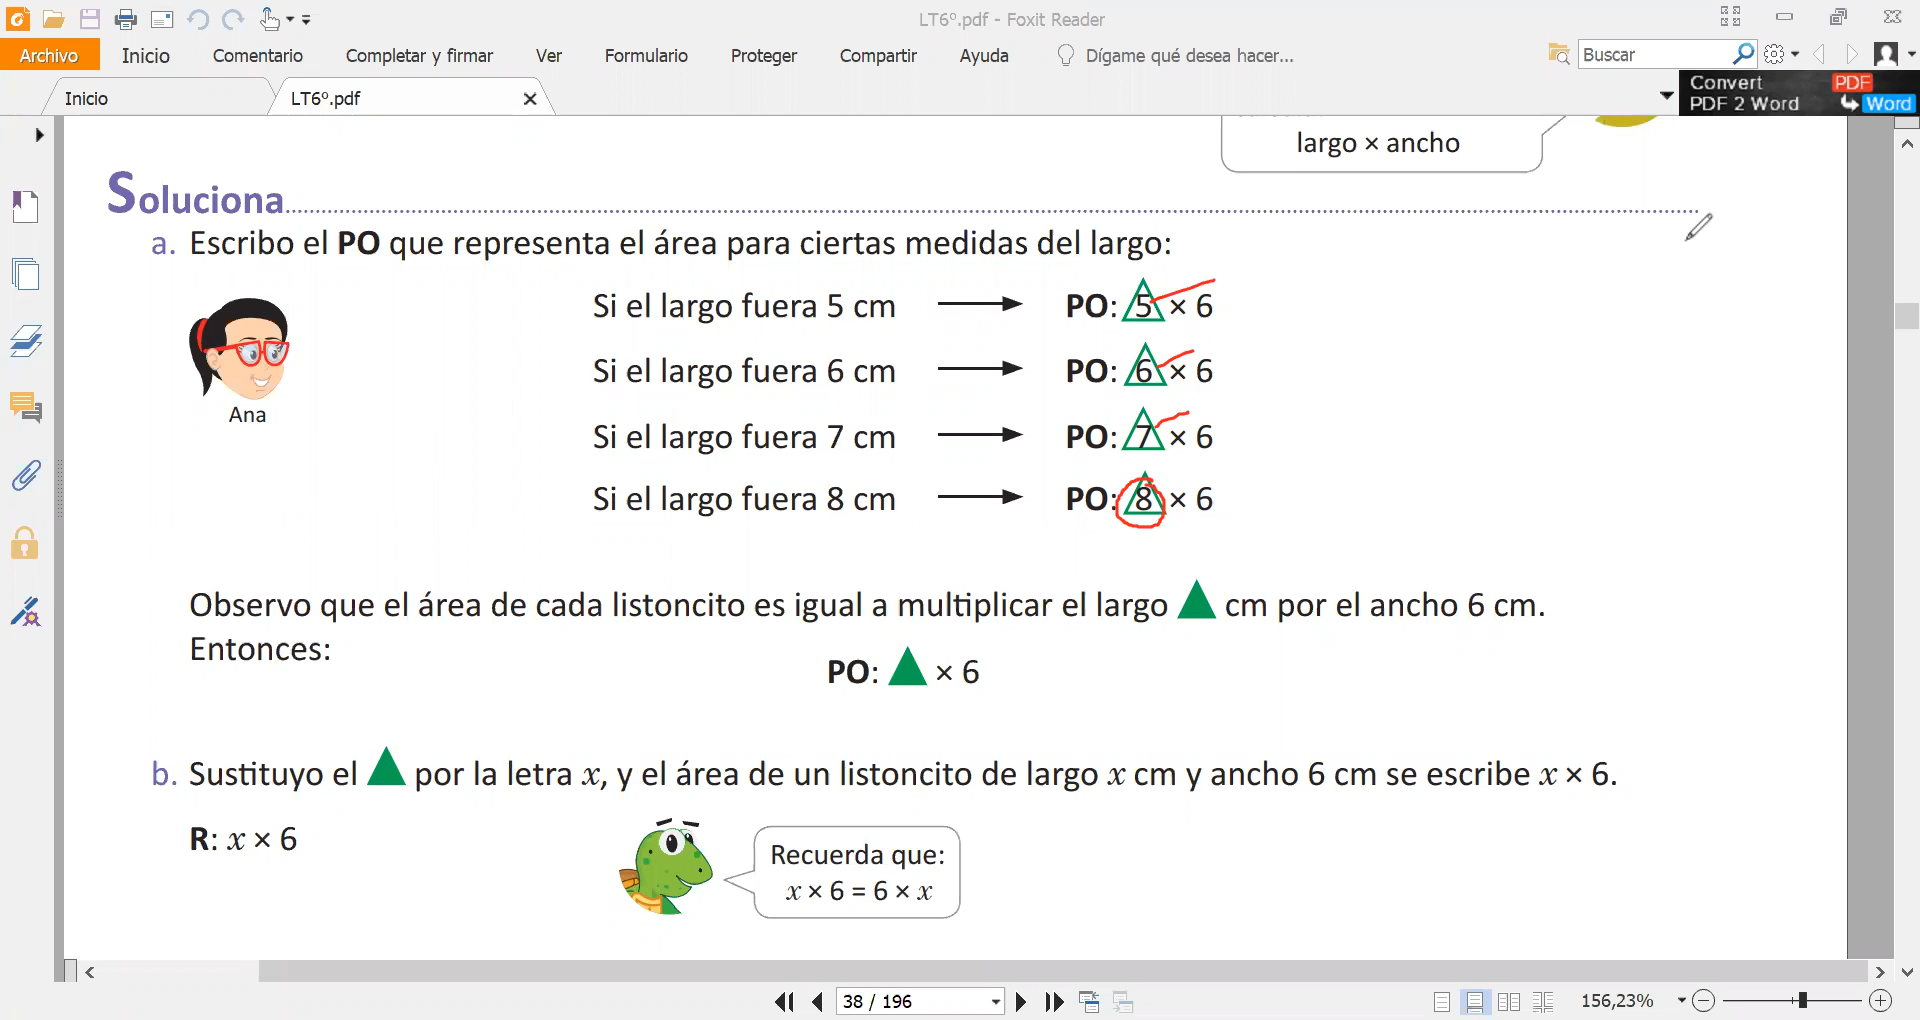 LT6º.pdf - Foxit Reader
Archivo Inicio Comentario Completar y firmar Ver Formulario Proteger Compartir Ayuda Dígame qué desea hacer... Buscar
Inicio LT6º.pdf
Convert PDF
PDF 2 Word Word
largo × ancho
Soluciona
a. Escribo el PO que representa el área para ciertas medidas del largo:
Si el largo fuera 5 cm PO: 5 × 6
Si el largo fuera 6 cm PO: 6 × 6
Si el largo fuera 7 cm PO: 7 × 6
Si el largo fuera 8 cm PO: 8 × 6
Ana
Observo que el área de cada listoncito es igual a multiplicar el largo ▲ cm por el ancho 6 cm.
Entonces:
PO: ▲ × 6
b. Sustituyo el ▲ por la letra x, y el área de un listoncito de largo x cm y ancho 6 cm se escribe x × 6.
R: x × 6
Recuerda que:
x × 6 = 6 × x
38 / 196
156,23%